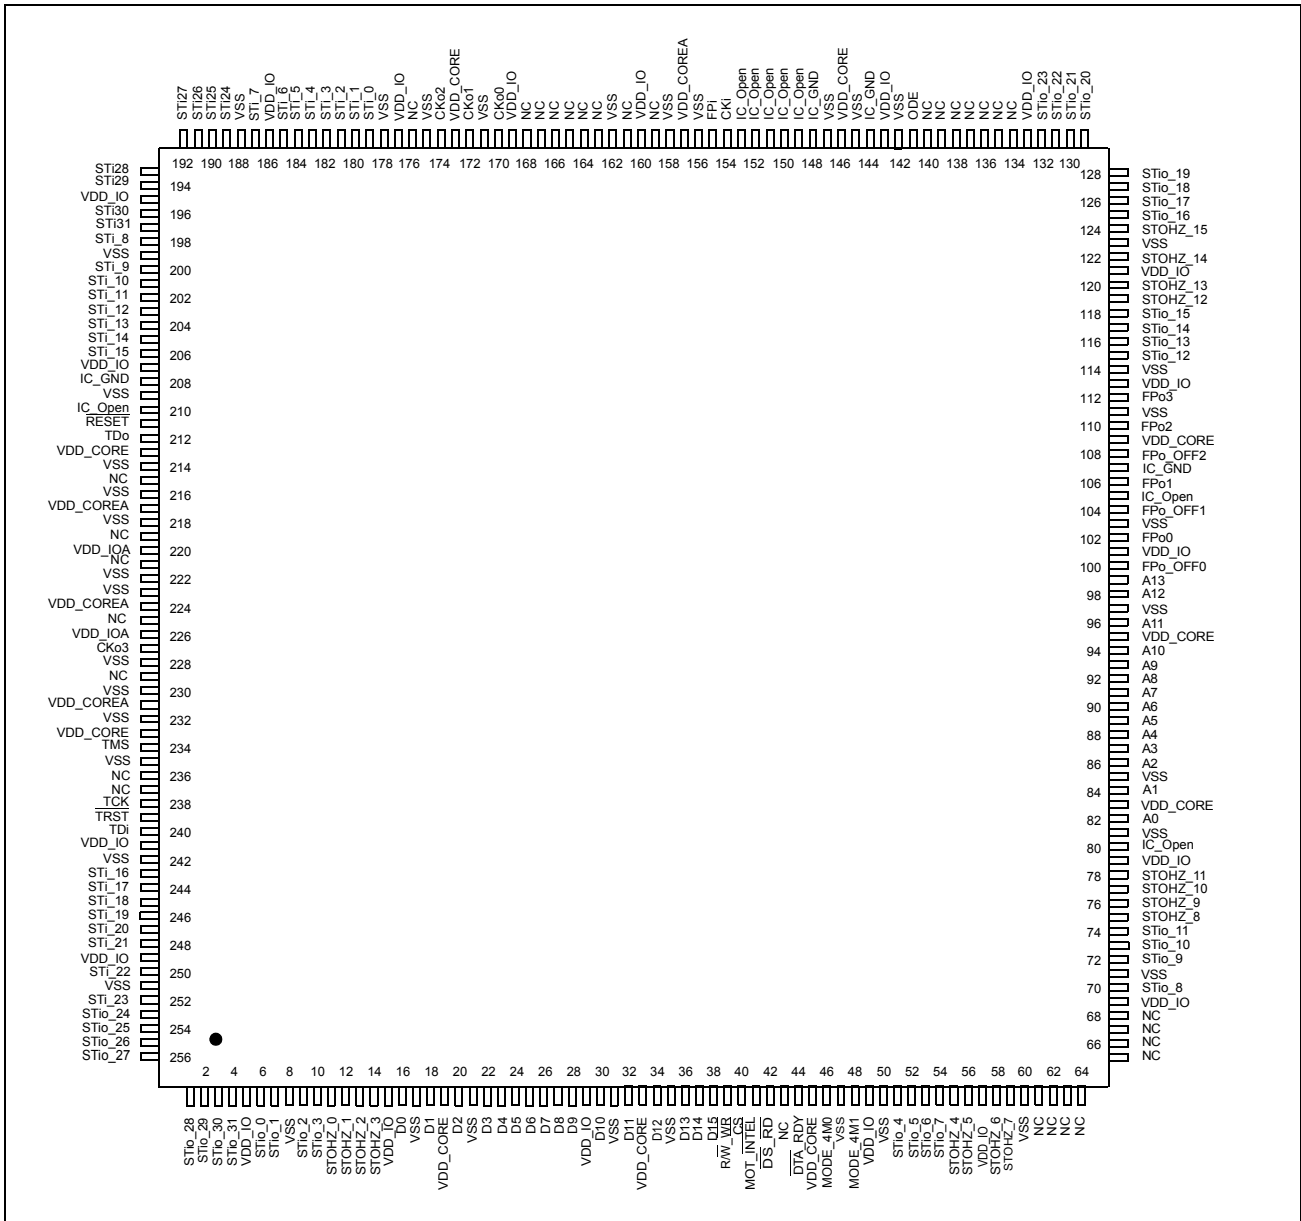 STi27
STi26
STi25
STi24
VSS
STi_7
VDD_IO
STi_6
STi_5
STi_4
STi_3
STi_2
STi_1
STi_0
VSS
VDD_IO
NC
VSS
CKo2
VDD_CORE
CKo1
VSS
CKo0
VDD_IO
NC
NC
NC
NC
NC
NC
VSS
NC
VDD_IO
NC
VSS
VDD_COREA
VSS
FPi
CKi
IC_Open
IC_Open
IC_Open
IC_Open
IC_Open
IC_GND
VSS
VDD_CORE
VSS
IC_GND
VDD_IO
VSS
ODE
NC
NC
NC
NC
NC
NC
NC
VDD_IO
STio_23
STio_22
STio_21
STio_20
192 190 188 186 184 182 180 178 176 174 172 170 168 166 164 162 160 158 156 154 152 150 148 146 144 142 140 138 136 134 132 130
STi28
STi29
VDD_IO
STi30
STi31
STi_8
VSS
STi_9
STi_10
STi_11
STi_12
STi_13
STi_14
STi_15
VDD_IO
IC_GND
VSS
IC_Open
RESET
TDo
VDD_CORE
VSS
NC
VSS
VDD_COREA
VSS
NC
VDD_IOA
NC
VSS
VSS
VDD_COREA
NC
VDD_IOA
CKo3
VSS
NC
VSS
VDD_COREA
VSS
VDD_CORE
TMS
VSS
NC
NC
TCK
TRST
TDi
VDD_IO
VSS
STi_16
STi_17
STi_18
STi_19
STi_20
STi_21
VDD_IO
STi_22
VSS
STi_23
STio_24
STio_25
STio_26
STio_27
194
196
198
200
202
204
206
208
210
212
214
216
218
220
222
224
226
228
230
232
234
236
238
240
242
244
246
248
250
252
254
256
128
126
124
122
120
118
116
114
112
110
108
106
104
102
100
98
96
94
92
90
88
86
84
82
80
78
76
74
72
70
68
66
STio_19
STio_18
STio_17
STio_16
STOHZ_15
VSS
STOHZ_14
VDD_IO
STOHZ_13
STOHZ_12
STio_15
STio_14
STio_13
STio_12
VSS
VDD_IO
FPo3
VSS
FPo2
VDD_CORE
FPo_OFF2
IC_GND
FPo1
IC_Open
FPo_OFF1
VSS
FPo0
VDD_IO
FPo_OFF0
A13
A12
VSS
A11
VDD_CORE
A10
A9
A8
A7
A6
A5
A4
A3
A2
VSS
A1
VDD_CORE
A0
VSS
IC_Open
VDD_IO
STOHZ_11
STOHZ_10
STOHZ_9
STOHZ_8
STio_11
STio_10
STio_9
VSS
STio_8
VDD_IO
NC
NC
NC
NC
2 4 6 8 10 12 14 16 18 20 22 24 26 28 30 32 34 36 38 40 42 44 46 48 50 52 54 56 58 60 62 64
STio_28
STio_29
STio_30
STio_31
VDD_IO
STio_0
STio_1
VSS
STio_2
STio_3
STOHZ_0
STOHZ_1
STOHZ_2
STOHZ_3
VDD_IO
D0
VSS
D1
VDD_CORE
D2
VSS
D3
D4
D5
D6
D7
D8
D9
VDD_IO
D10
VSS
D11
VDD_CORE
D12
VSS
D13
D14
D15
R/W_WR
CS
MOT_INTEL
DS_RD
NC
DTA_RDY
VDD_CORE
MODE_4M0
VSS
MODE_4M1
VDD_IO
VSS
STio_4
STio_5
STio_6
STio_7
STOHZ_4
STOHZ_5
VDD_IO
STOHZ_6
STOHZ_7
VSS
NC
NC
NC
NC